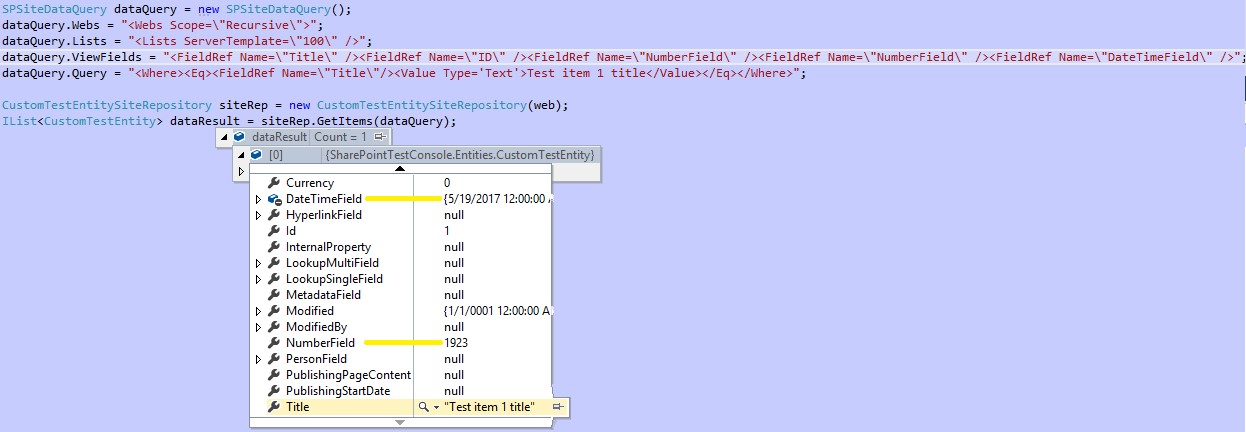 SPSiteDataQuery dataQuery = new SPSiteDataQuery();
dataQuery.Webs = "<Webs Scope=\"Recursive\">";
dataQuery.Lists = "<Lists ServerTemplate=\"100\" />";
dataQuery.ViewFields = "<FieldRef Name=\"Title\" /><FieldRef Name=\"ID\" /><FieldRef Name=\"NumberField\" /><FieldRef Name=\"NumberField\" /><FieldRef Name=\"DateTimeField\" />";
dataQuery.Query = "<Where><Eq><FieldRef Name=\"Title\"/><Value Type='Text'>Test item 1 title</Value></Eq></Where>";
CustomTestEntitySiteRepository siteRep = new CustomTestEntitySiteRepository(web);
IList<CustomTestEntity> dataResult = siteRep.GetItems(dataQuery);
dataResult Count = 1
[0] {SharePointTestConsole.Entities.CustomTestEntity}
Currency 0
DateTimeField {5/19/2017 12:00:00
HyperlinkField null
Id 1
InternalProperty null
LookupMultiField null
LookupSingleField null
MetadataField null
Modified {1/1/0001 12:00:00 A
ModifiedBy null
NumberField 1923
PersonField null
PublishingPageContent null
PublishingStartDate null
Title "Test item 1 title"